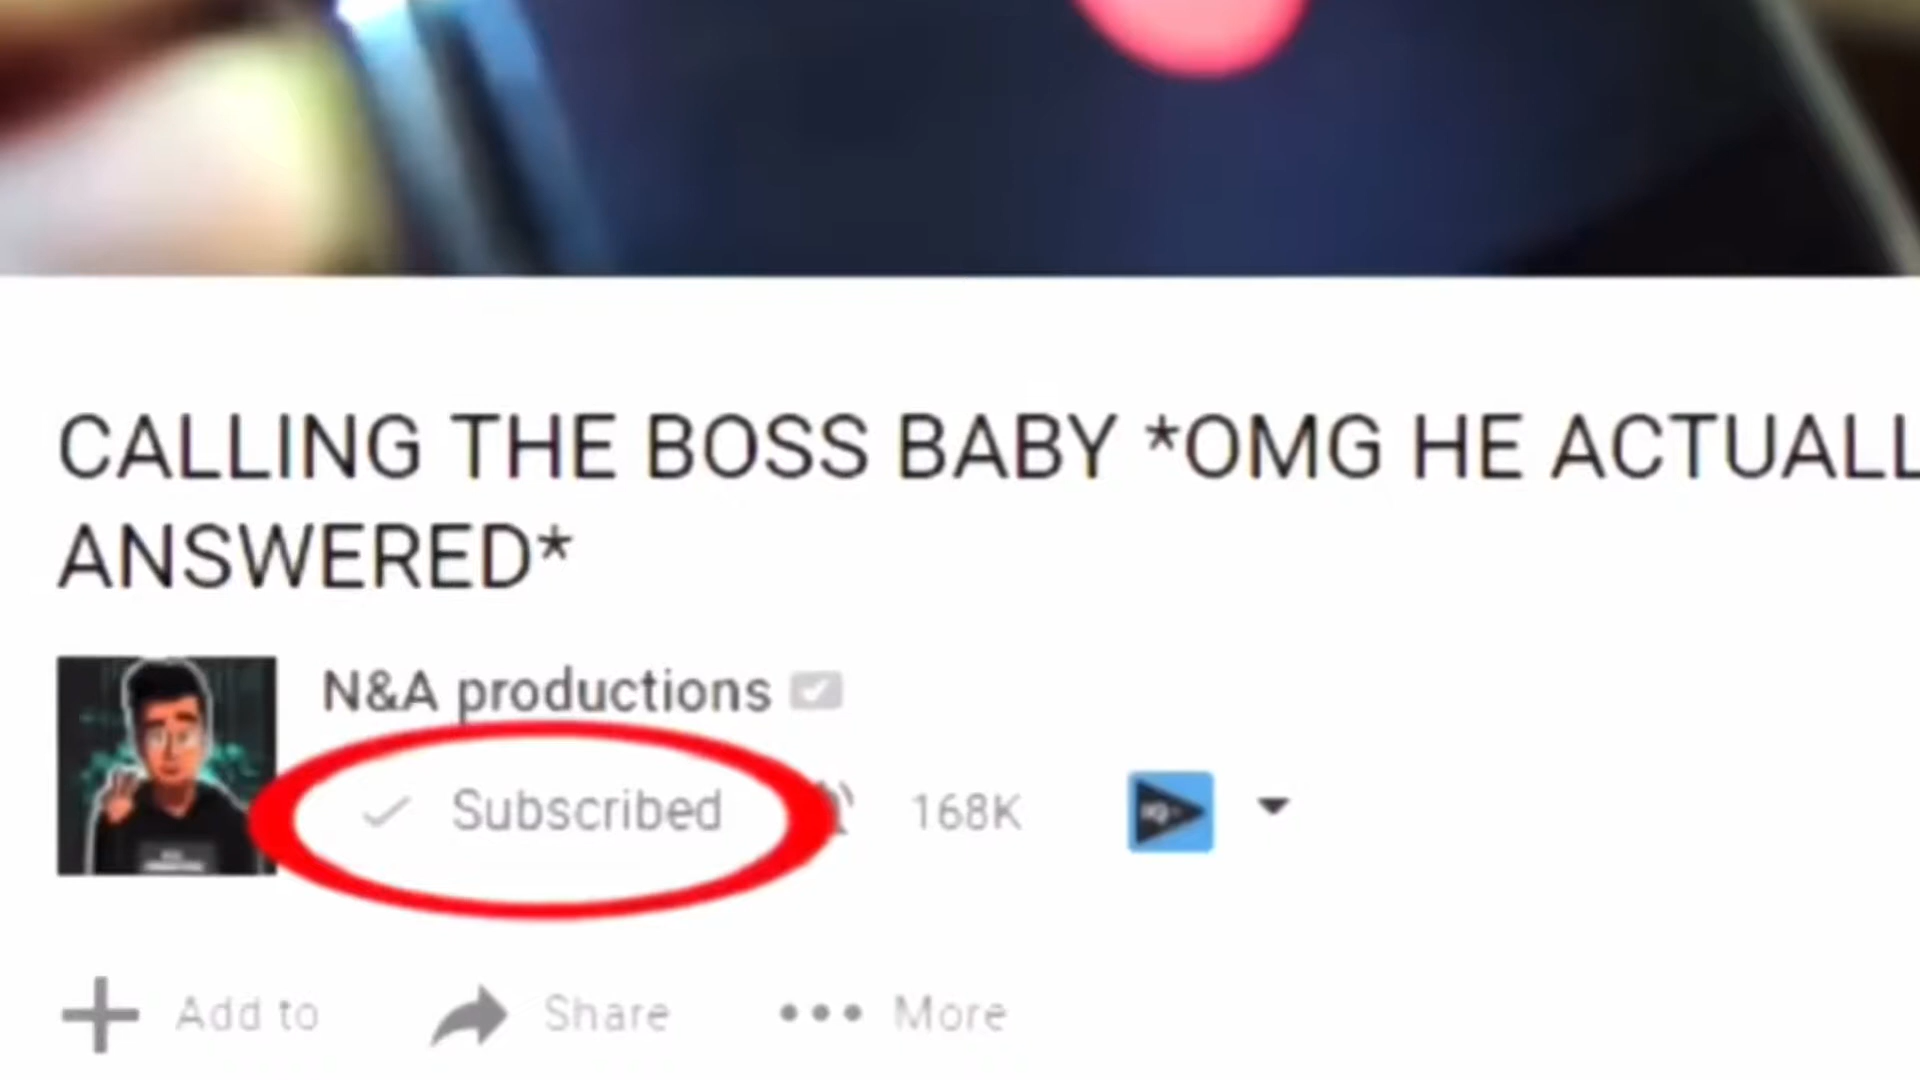 CALLING THE BOSS BABY *OMG HE ACTUALL
ANSWERED*
N&A productions
Subscribed
168K
Add to
Share
More